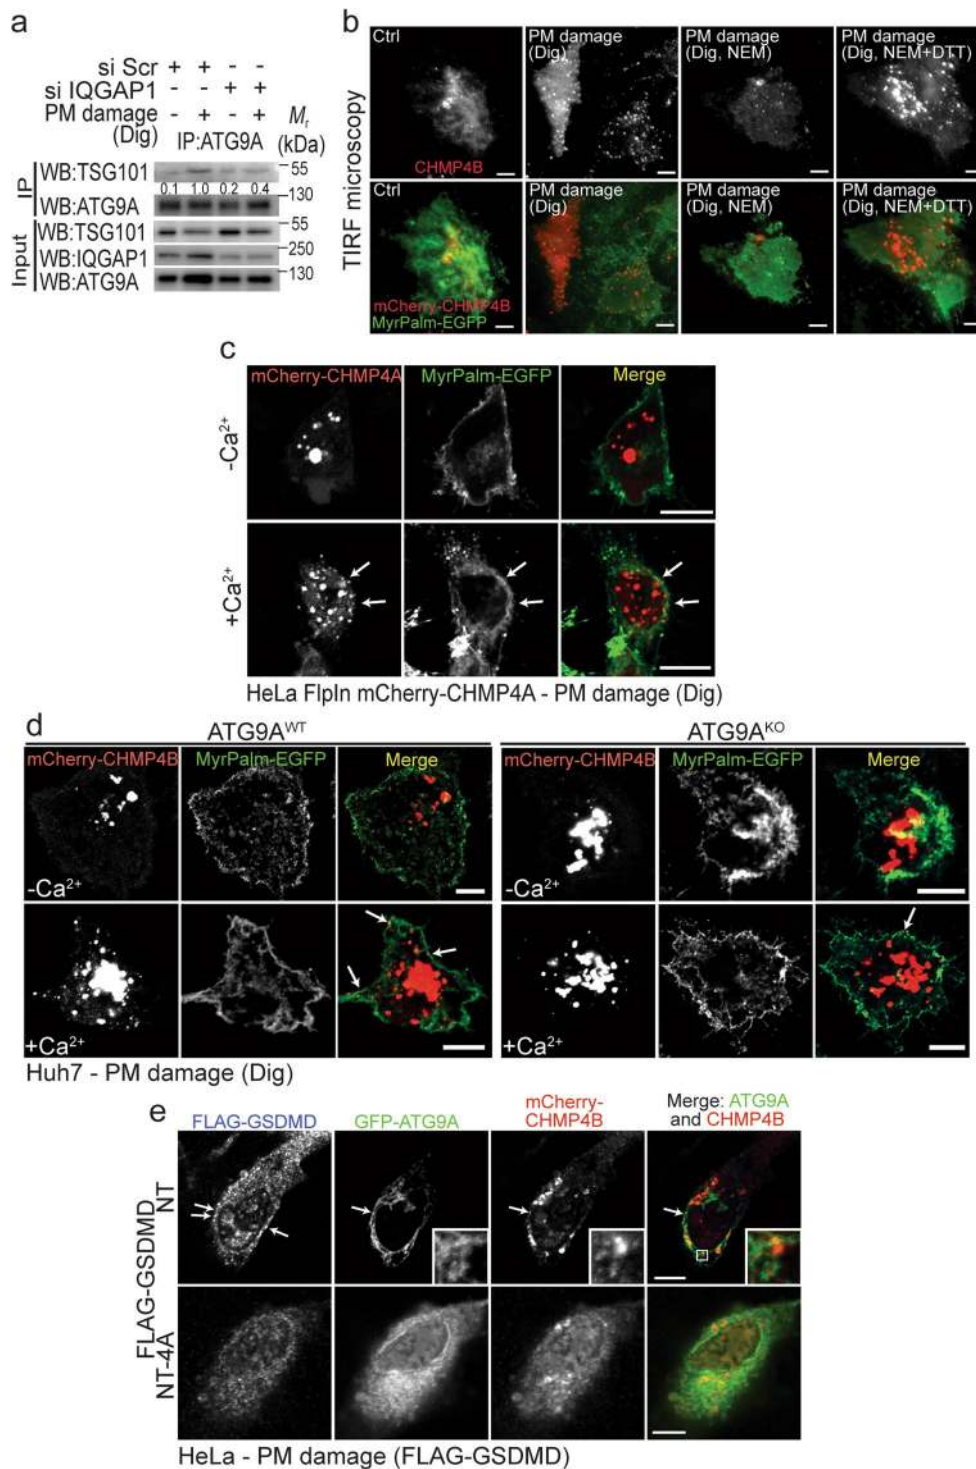 a
si Scr + + - -
si IQGAP1 - - + +
PM damage (Dig) - + - +
Mr (kDa)
IP:ATG9A
IP
WB:TSG101 55
0.1 1.0 0.2 0.4
WB:ATG9A 130
Input
WB:TSG101 55
WB:IQGAP1 250
WB:ATG9A 130
b
TIRF microscopy
Ctrl
CHMP4B
PM damage
(Dig)
PM damage
(Dig, NEM)
PM damage
(Dig, NEM+DTT)
Ctrl
mCherry-CHMP4B
MyrPalm-EGFP
PM damage
(Dig)
PM damage
(Dig, NEM)
PM damage
(Dig, NEM+DTT)
c
mCherry-CHMP4A MyrPalm-EGFP Merge
-Ca2+
+Ca2+
HeLa FlpIn mCherry-CHMP4A - PM damage (Dig)
d
ATG9AWT ATG9AKO
mCherry-CHMP4B MyrPalm-EGFP Merge mCherry-CHMP4B MyrPalm-EGFP Merge
-Ca2+ -Ca2+
+Ca2+ +Ca2+
Huh7 - PM damage (Dig)
e
FLAG-GSDMD GFP-ATG9A mCherry-CHMP4B Merge: ATG9A and CHMP4B
FLAG-GSDMD
NT
NT-4A
HeLa - PM damage (FLAG-GSDMD)